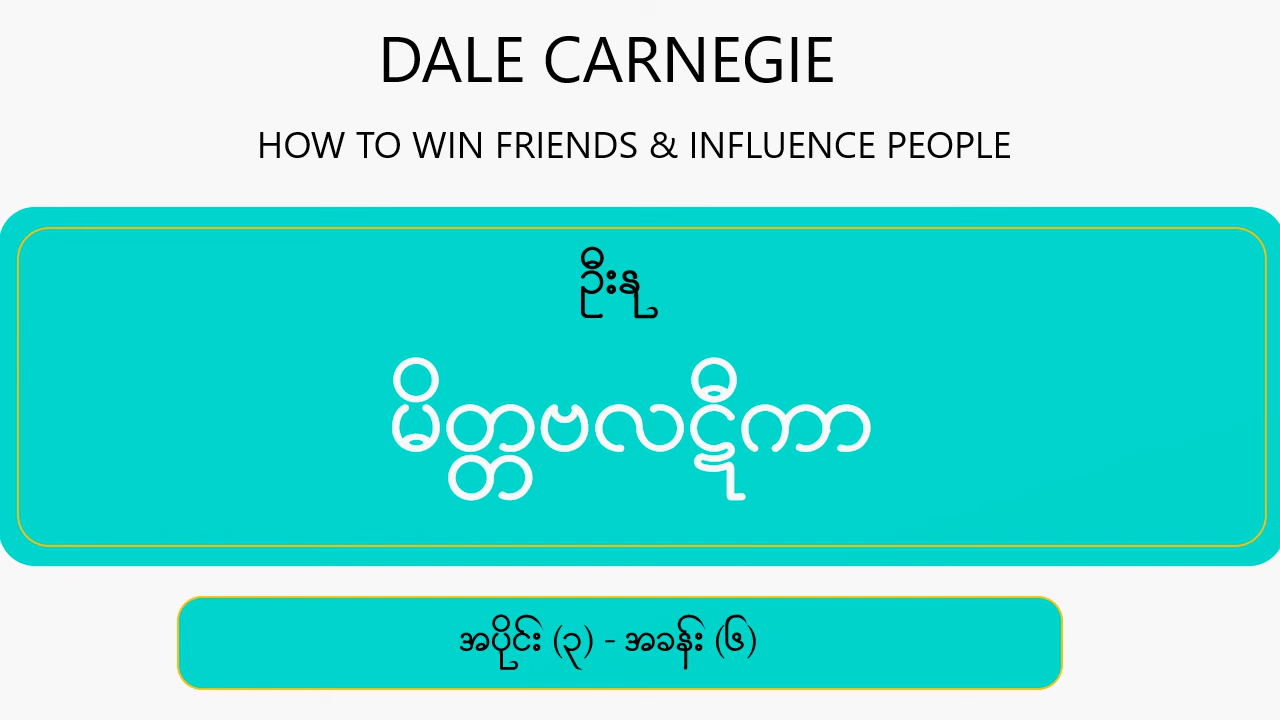 DALE CARNEGIE
HOW TO WIN FRIENDS & INFLUENCE PEOPLE
ဦးနု
မိတ္တဗလဋီကာ
အပိုင်း (၃) - အခန်း (၆)